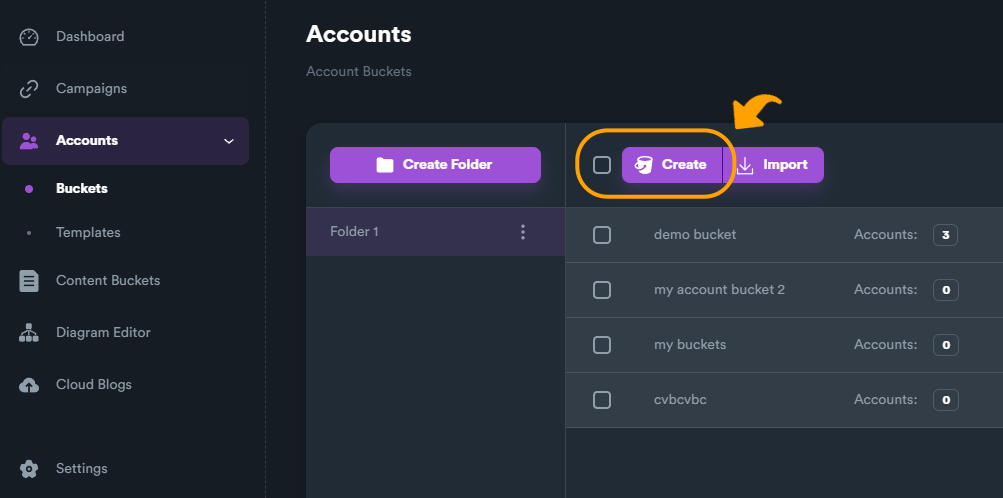 Dashboard
Campaigns
Accounts
Buckets
Templates
Content Buckets
Diagram Editor
Cloud Blogs
Settings
Accounts
Account Buckets
Create Folder
Folder 1
Create Import
demo bucket Accounts: 3
my account bucket 2 Accounts: 0
my buckets Accounts: 0
cvbcvbc Accounts: 0